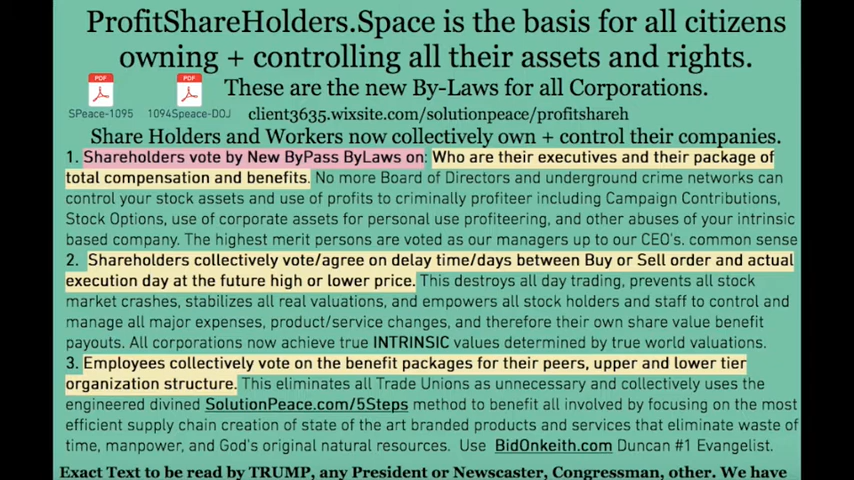 ProfitShareHolders.Space is the basis for all citizens
owning + controlling all their assets and rights.
PDF
PDF
These are the new By-Laws for all Corporations.
SPeace-1095
1094Speace-DOJ
client3635.wixsite.com/solutionpeace/profitshareh
Share Holders and Workers now collectively own + control their companies.
1. Shareholders vote by New ByPass ByLaws on: Who are their executives and their package of
total compensation and benefits. No more Board of Directors and underground crime networks can
control your stock assets and use of profits to criminally profiteer including Campaign Contributions,
Stock Options, use of corporate assets for personal use profiteering, and other abuses of your intrinsic
based company. The highest merit persons are voted as our managers up to our CEO's. common sense
2. Shareholders collectively vote/agree on delay time/days between Buy or Sell order and actual
execution day at the future high or lower price. This destroys all day trading, prevents all stock
market crashes, stabilizes all real valuations, and empowers all stock holders and staff to control and
manage all major expenses, product/service changes, and therefore their own share value benefit
payouts. All corporations now achieve true INTRINSIC values determined by true world valuations.
3. Employees collectively vote on the benefit packages for their peers, upper and lower tier
organization structure. This eliminates all Trade Unions as unnecessary and collectively uses the
engineered divined SolutionPeace.com/5Steps method to benefit all involved by focusing on the most
efficient supply chain creation of state of the art branded products and services that eliminate waste of
time, manpower, and God's original natural resources. Use BidOnkeith.com Duncan #1 Evangelist.
Exact Text to be read by TRUMP, any President or Newscaster, Congressman, other. We have